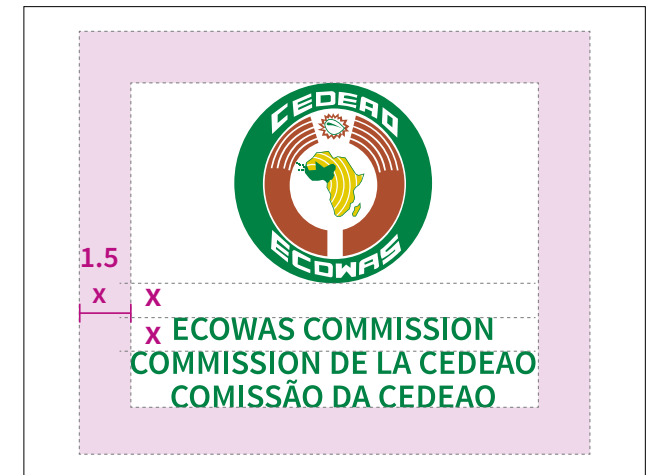 CEDEAO
ECOWAS
1.5
x
x
x ECOWAS COMMISSION
COMMISSION DE LA CEDEAO
COMISSÃO DA CEDEAO